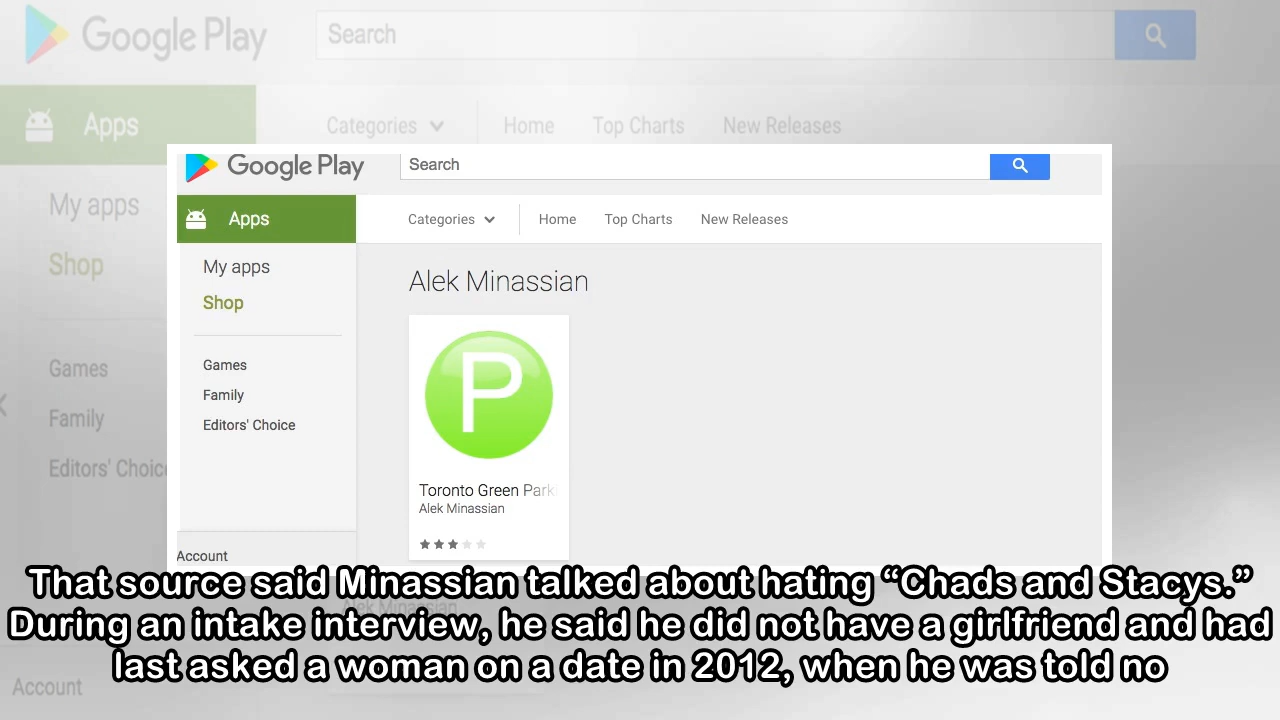 Google Play
Search
Apps
Categories
Home
Top Charts
New Releases
My apps
Shop
Games
Family
Editors' Choice
Account
Google Play
Search
Apps
Categories
Home
Top Charts
New Releases
My apps
Shop
Games
Family
Editors' Choice
Account
Alek Minassian
P
Toronto Green Park
Alek Minassian
Alek Minassian
That source said Minassian talked about hating “Chads and Stacys.”
During an intake interview, he said he did not have a girlfriend and had
last asked a woman on a date in 2012, when he was told no